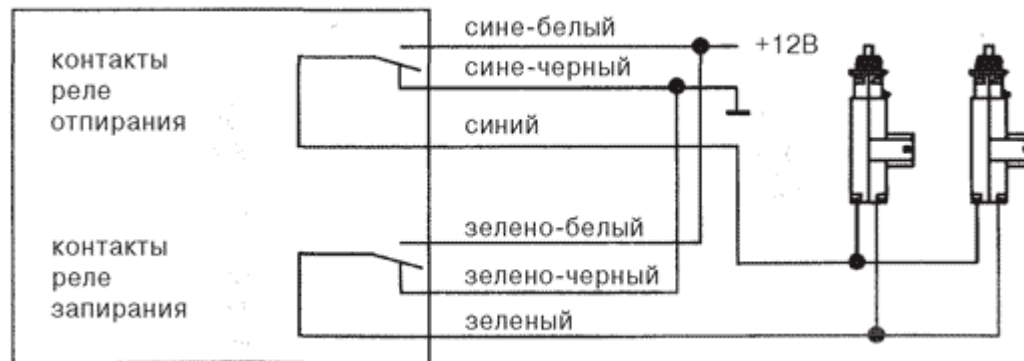 сине-белый
+12В
контакты
реле
отпирания
сине-черный
синий
контакты
реле
запирания
зелено-белый
зелено-черный
зеленый